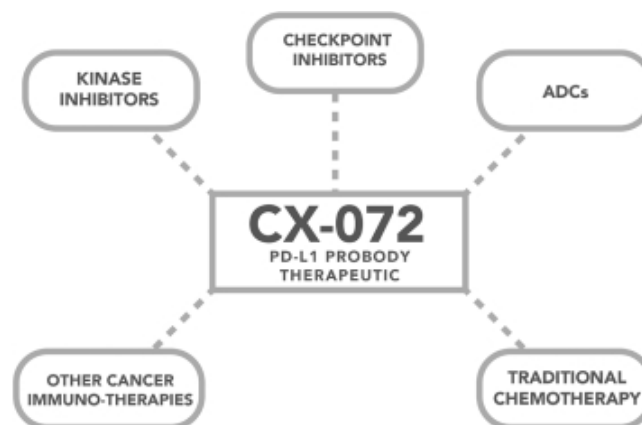 CHECKPOINT
INHIBITORS
KINASE
INHIBITORS
ADCs
CX-072
PD-L1 PROBODY
THERAPEUTIC
OTHER CANCER
IMMUNO-THERAPIES
TRADITIONAL
CHEMOTHERAPY